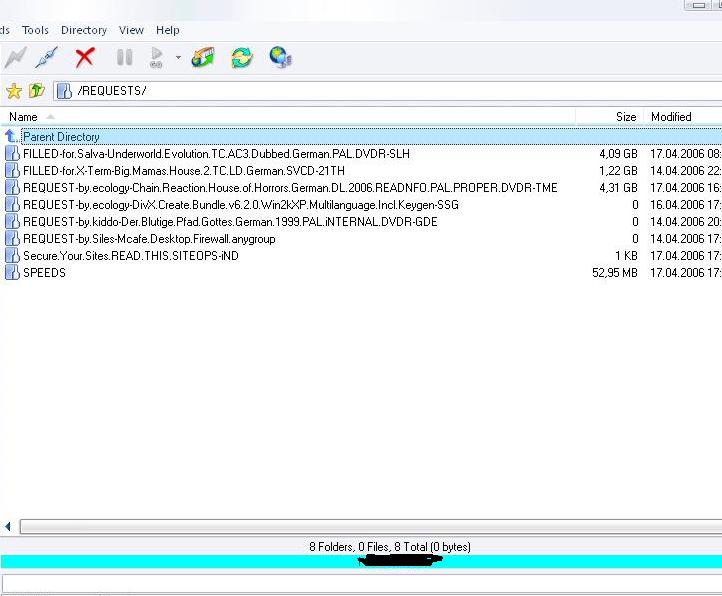 ds Tools Directory View Help
/REQUESTS/
Name Size Modified
Parent Directory
FILLED-for.Salva-Underworld.Evolution.TC.AC3.Dubbed.German.PAL.DVDR-SLH 4,09 GB 17.04.2006 08:
FILLED-for.X-Term-Big.Mamas.House.2.TC.LD.German.SVCD-21TH 1,22 GB 14.04.2006 22:
REQUEST-by.ecology-Chain.Reaction.House.of.Horrors.German.DL.2006.READNFO.PAL.PROPER.DVDR-TME 4,31 GB 17.04.2006 16:
REQUEST-by.ecology-DivX.Create.Bundle.v6.2.0.Win2kXP.Multilanguage.Incl.Keygen-SSG 0 16.04.2006 17:
REQUEST-by.kiddo-Der.Blutige.Pfad.Gottes.German.1999.PAL.iNTERNAL.DVDR-GDE 0 14.04.2006 20:
REQUEST-by.Siles-Mcafe.Desktop.Firewall.anygroup 0 14.04.2006 17:
Secure.Your.Sites.READ.THIS.SITEOPS-iND 1 KB 17.04.2006 17:
SPEEDS 52,95 MB 17.04.2006 17:
8 Folders, 0 Files, 8 Total (0 bytes)